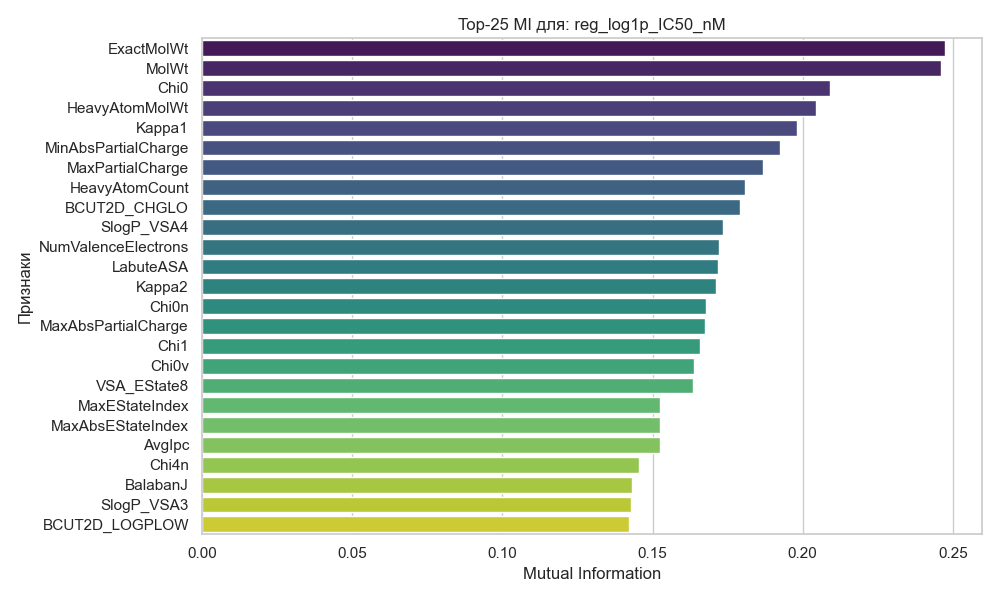 Top-25 MI для: reg_log1p_IC50_nM
Признаки
ExactMolWt
MolWt
Chi0
HeavyAtomMolWt
Kappa1
MinAbsPartialCharge
MaxPartialCharge
HeavyAtomCount
BCUT2D_CHGLO
SlogP_VSA4
NumValenceElectrons
LabuteASA
Kappa2
Chi0n
MaxAbsPartialCharge
Chi1
Chi0v
VSA_EState8
MaxEStateIndex
MaxAbsEStateIndex
AvgIpc
Chi4n
BalabanJ
SlogP_VSA3
BCUT2D_LOGPLOW
0.00 0.05 0.10 0.15 0.20 0.25
Mutual Information